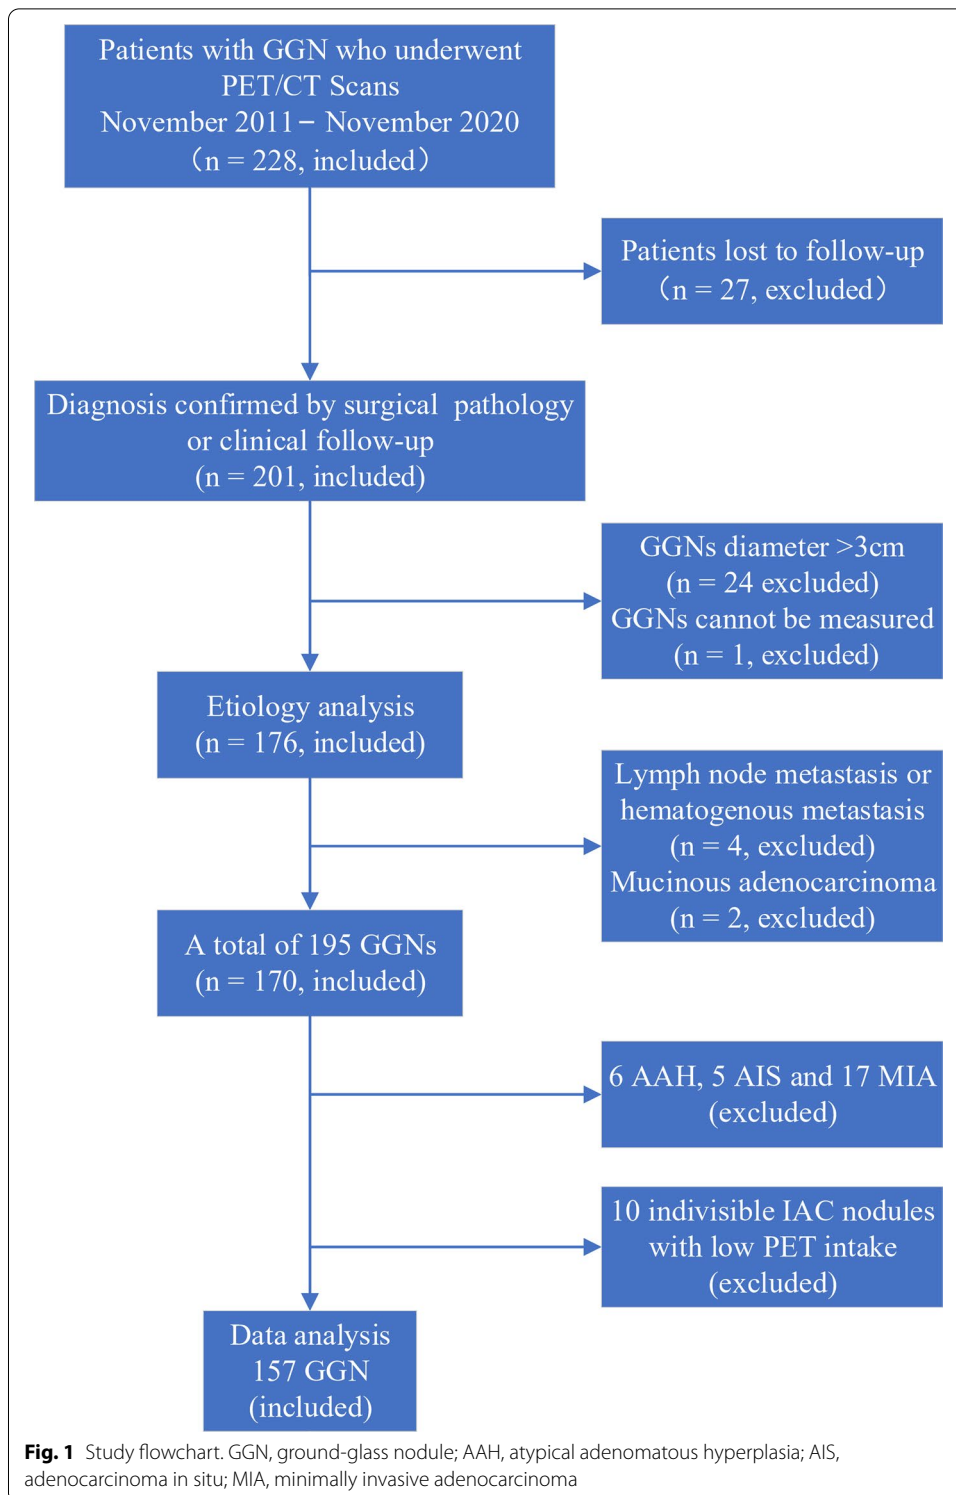 Patients with GGN who underwent
PET/CT Scans
November 2011－November 2020
（n = 228, included）
Patients lost to follow-up
（n = 27, excluded）
Diagnosis confirmed by surgical pathology
or clinical follow-up
(n = 201, included)
GGNs diameter >3cm
(n = 24 excluded)
GGNs cannot be measured
(n = 1, excluded)
Etiology analysis
(n = 176, included)
Lymph node metastasis or
hematogenous metastasis
(n = 4, excluded)
Mucinous adenocarcinoma
(n = 2, excluded)
A total of 195 GGNs
(n = 170, included)
6 AAH, 5 AIS and 17 MIA
(excluded)
10 indivisible IAC nodules
with low PET intake
(excluded)
Data analysis
157 GGN
(included)
Fig. 1 Study flowchart. GGN, ground-glass nodule; AAH, atypical adenomatous hyperplasia; AIS,
adenocarcinoma in situ; MIA, minimally invasive adenocarcinoma